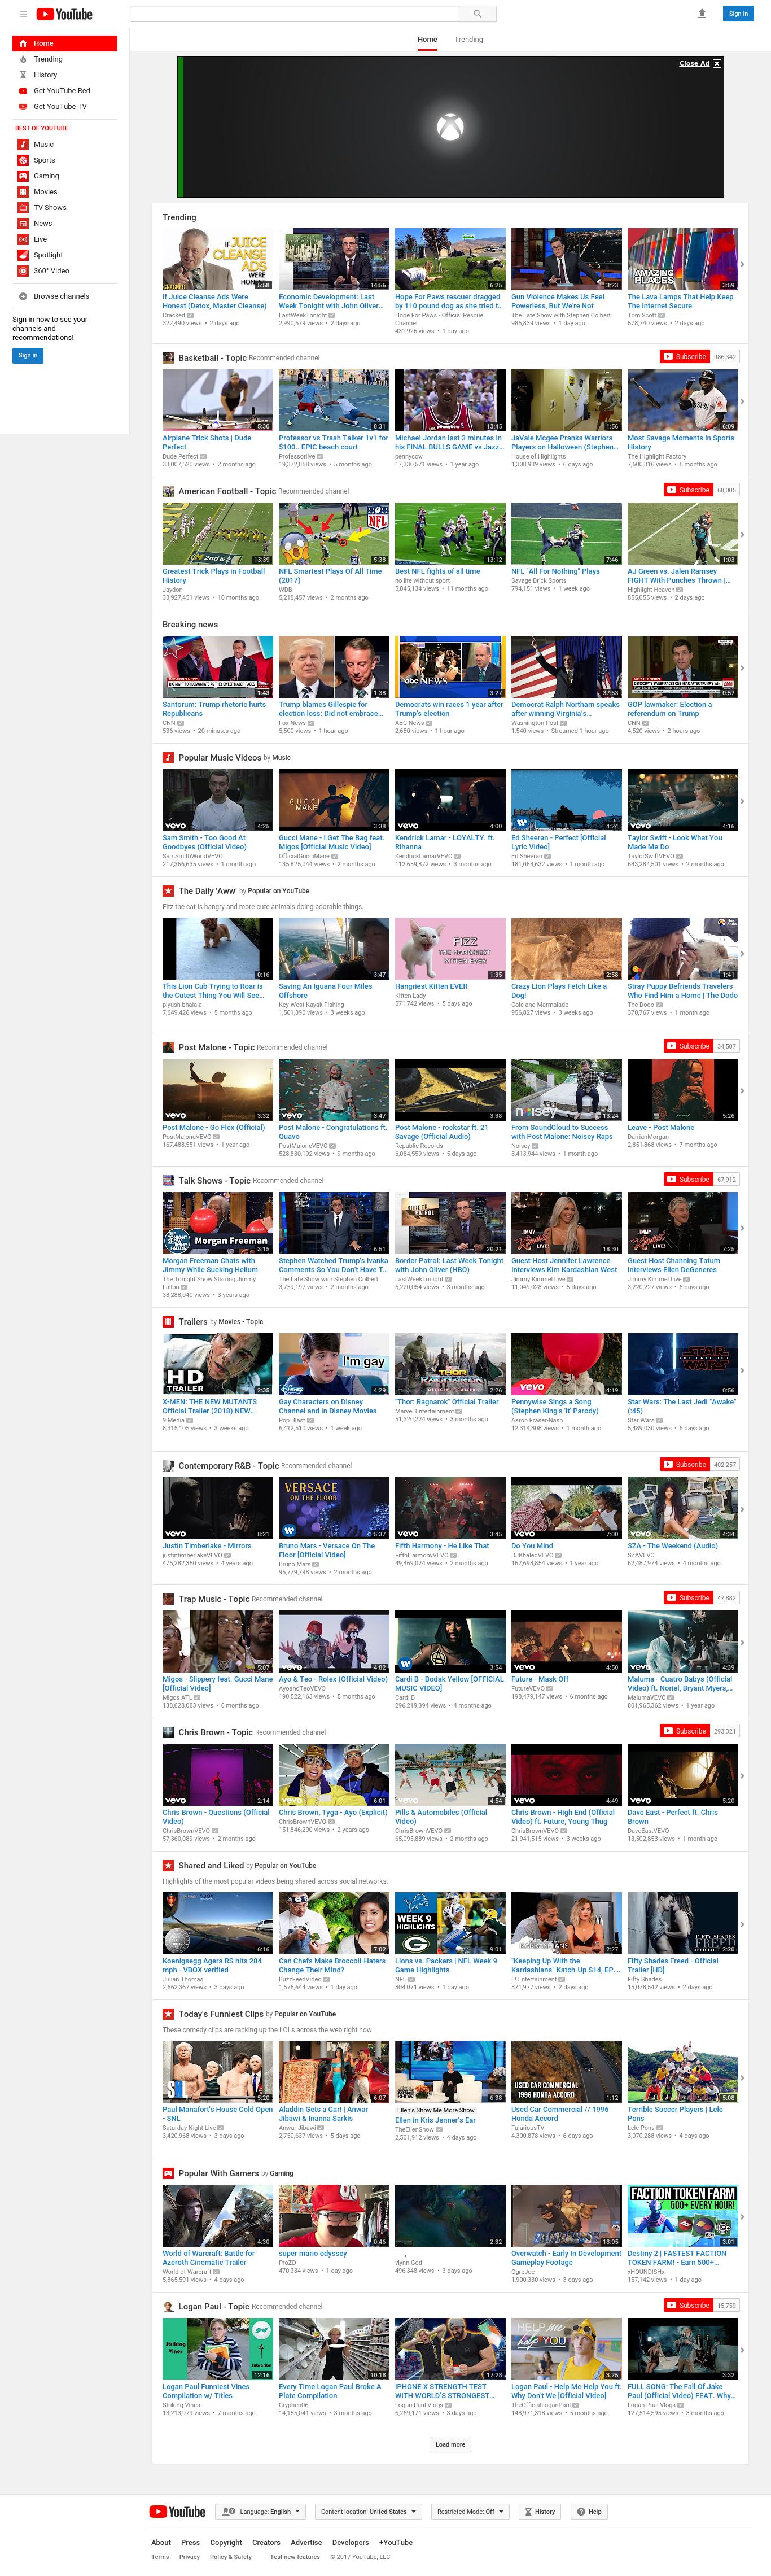 YouTube
Sign in
Home
Trending
History
Get YouTube Red
Get YouTube TV
BEST OF YOUTUBE
Music
Sports
Gaming
Movies
TV Shows
News
Live
Spotlight
360° Video
Browse channels
Sign in now to see your
channels and
recommendations!
Sign in
Home
Trending
Close Ad
Trending
If Juice Cleanse Ads Were
Honest (Detox, Master Cleanse)
Cracked
322,490 views • 2 days ago
Economic Development: Last
Week Tonight with John Oliver...
LastWeekTonight
2,990,579 views • 2 days ago
Hope For Paws rescuer dragged
by 110 pound dog as she tried t...
Hope For Paws - Official Rescue
Channel
431,926 views • 1 day ago
Gun Violence Makes Us Feel
Powerless, But We're Not
The Late Show with Stephen Colbert
985,839 views • 1 day ago
The Lava Lamps That Help Keep
The Internet Secure
Tom Scott
578,740 views • 2 days ago
Basketball - Topic Recommended channel
Subscribe 986,342
Airplane Trick Shots | Dude
Perfect
Dude Perfect
33,007,520 views • 2 months ago
Professor vs Trash Talker 1v1 for
$100.. EPIC beach court
Professorlive
19,372,858 views • 5 months ago
Michael Jordan last 3 minutes in
his FINAL BULLS GAME vs Jazz...
pennyccw
17,330,571 views • 1 year ago
JaVale Mcgee Pranks Warriors
Players on Halloween (Stephen...
House of Highlights
1,308,989 views • 6 days ago
Most Savage Moments in Sports
History
The Highlight Factory
7,600,316 views • 6 months ago
American Football - Topic Recommended channel
Subscribe 68,005
Greatest Trick Plays in Football
History
Jaydon
33,927,451 views • 10 months ago
NFL Smartest Plays Of All Time
(2017)
WDB
5,218,457 views • 2 months ago
Best NFL fights of all time
no life without sport
5,045,134 views • 11 months ago
NFL "All For Nothing" Plays
Savage Brick Sports
794,151 views • 1 week ago
AJ Green vs. Jalen Ramsey
FIGHT With Punches Thrown |...
Highlight Heaven
855,055 views • 2 days ago
Breaking news
Santorum: Trump rhetoric hurts
Republicans
CNN
536 views • 20 minutes ago
Trump blames Gillespie for
election loss: Did not embrace...
Fox News
5,500 views • 1 hour ago
Democrats win races 1 year after
Trump's election
ABC News
2,680 views • 1 hour ago
Democrat Ralph Northam speaks
after winning Virginia's...
Washington Post
1,540 views • Streamed 1 hour ago
GOP lawmaker: Election a
referendum on Trump
CNN
4,520 views • 2 hours ago
Popular Music Videos by Music
Sam Smith - Too Good At
Goodbyes (Official Video)
SamSmithWorldVEVO
217,366,635 views • 1 month ago
Gucci Mane - I Get The Bag feat.
Migos [Official Music Video]
OfficialGucciMane
135,825,044 views • 2 months ago
Kendrick Lamar - LOYALTY. ft.
Rihanna
KendrickLamarVEVO
112,659,872 views • 3 months ago
Ed Sheeran - Perfect [Official
Lyric Video]
Ed Sheeran
181,068,632 views • 1 month ago
Taylor Swift - Look What You
Made Me Do
TaylorSwiftVEVO
683,284,501 views • 2 months ago
The Daily 'Aww' by Popular on YouTube
Fitz the cat is hangry and more cute animals doing adorable things.
This Lion Cub Trying to Roar is
the Cutest Thing You Will See...
piyush bhalala
7,649,426 views • 5 months ago
Saving An Iguana Four Miles
Offshore
Key West Kayak Fishing
1,501,390 views • 3 weeks ago
Hangriest Kitten EVER
Kitten Lady
571,742 views • 5 days ago
Crazy Lion Plays Fetch Like a
Dog!
Cole and Marmalade
956,827 views • 3 weeks ago
Stray Puppy Befriends Travelers
Who Find Him a Home | The Dodo
The Dodo
370,767 views • 1 month ago
Post Malone - Topic Recommended channel
Subscribe 34,507
Post Malone - Go Flex (Official)
PostMaloneVEVO
167,488,551 views • 1 year ago
Post Malone - Congratulations ft.
Quavo
PostMaloneVEVO
528,830,192 views • 9 months ago
Post Malone - rockstar ft. 21
Savage (Official Audio)
Republic Records
6,084,559 views • 5 days ago
From SoundCloud to Success
with Post Malone: Noisey Raps
Noisey
3,413,944 views • 1 month ago
Leave - Post Malone
DarrianMorgan
2,851,868 views • 7 months ago
Talk Shows - Topic Recommended channel
Subscribe 67,912
Morgan Freeman Chats with
Jimmy While Sucking Helium
The Tonight Show Starring Jimmy
Fallon
38,288,040 views • 3 years ago
Stephen Watched Trump's Ivanka
Comments So You Don't Have T...
The Late Show with Stephen Colbert
3,759,197 views • 2 months ago
Border Patrol: Last Week Tonight
with John Oliver (HBO)
LastWeekTonight
6,220,054 views • 3 months ago
Guest Host Jennifer Lawrence
Interviews Kim Kardashian West
Jimmy Kimmel Live
11,049,028 views • 5 days ago
Guest Host Channing Tatum
Interviews Ellen DeGeneres
Jimmy Kimmel Live
3,220,227 views • 6 days ago
Trailers by Movies - Topic
X-MEN: THE NEW MUTANTS
Official Trailer (2018) NEW...
9 Media
8,315,105 views • 3 weeks ago
Gay Characters on Disney
Channel and in Disney Movies
Pop Blast
6,412,510 views • 1 week ago
"Thor: Ragnarok" Official Trailer
Marvel Entertainment
51,320,224 views • 3 months ago
Pennywise Sings a Song
(Stephen King's 'It' Parody)
Aaron Fraser-Nash
12,314,808 views • 1 month ago
Star Wars: The Last Jedi "Awake"
(:45)
Star Wars
5,489,030 views • 6 days ago
Contemporary R&B - Topic Recommended channel
Subscribe 402,257
Justin Timberlake - Mirrors
justintimberlakeVEVO
475,282,350 views • 4 years ago
Bruno Mars - Versace On The
Floor [Official Video]
Bruno Mars
95,779,798 views • 2 months ago
Fifth Harmony - He Like That
FifthHarmonyVEVO
49,469,024 views • 2 months ago
Do You Mind
DJKhaledVEVO
167,698,854 views • 1 year ago
SZA - The Weekend (Audio)
SZAVEVO
62,487,974 views • 4 months ago
Trap Music - Topic Recommended channel
Subscribe 47,882
Migos - Slippery feat. Gucci Mane
[Official Video]
Migos ATL
138,628,083 views • 6 months ago
Ayo & Teo - Rolex (Official Video)
AyoandTeoVEVO
190,522,163 views • 5 months ago
Cardi B - Bodak Yellow [OFFICIAL
MUSIC VIDEO]
Cardi B
296,219,394 views • 4 months ago
Future - Mask Off
FutureVEVO
198,479,147 views • 6 months ago
Maluma - Cuatro Babys (Official
Video) ft. Noriel, Bryant Myers,...
MalumaVEVO
801,965,362 views • 1 year ago
Chris Brown - Topic Recommended channel
Subscribe 293,321
Chris Brown - Questions (Official
Video)
ChrisBrownVEVO
57,360,089 views • 2 months ago
Chris Brown, Tyga - Ayo (Explicit)
ChrisBrownVEVO
151,846,290 views • 2 years ago
Pills & Automobiles (Official
Video)
ChrisBrownVEVO
65,095,889 views • 2 months ago
Chris Brown - High End (Official
Video) ft. Future, Young Thug
ChrisBrownVEVO
21,941,515 views • 3 weeks ago
Dave East - Perfect ft. Chris
Brown
DaveEastVEVO
13,502,853 views • 1 month ago
Shared and Liked by Popular on YouTube
Highlights of the most popular videos being shared across social networks.
Koenigsegg Agera RS hits 284
mph - VBOX verified
Julian Thomas
2,562,367 views • 3 days ago
Can Chefs Make Broccoli-Haters
Change Their Mind?
BuzzFeedVideo
1,576,644 views • 1 day ago
Lions vs. Packers | NFL Week 9
Game Highlights
NFL
804,071 views • 1 day ago
"Keeping Up With the
Kardashians" Katch-Up S14, EP....
E! Entertainment
871,977 views • 2 days ago
Fifty Shades Freed - Official
Trailer [HD]
Fifty Shades
15,078,542 views • 2 days ago
Today's Funniest Clips by Popular on YouTube
These comedy clips are racking up the LOLs across the web right now.
Paul Manafort's House Cold Open
- SNL
Saturday Night Live
3,420,968 views • 3 days ago
Aladdin Gets a Car! | Anwar
Jibawi & Inanna Sarkis
Anwar Jibawi
2,750,637 views • 5 days ago
Ellen's Show Me More Show
Ellen in Kris Jenner's Ear
TheEllenShow
2,501,912 views • 4 days ago
Used Car Commercial // 1996
Honda Accord
FulariousTV
4,300,878 views • 6 days ago
Terrible Soccer Players | Lele
Pons
Lele Pons
3,070,288 views • 4 days ago
Popular With Gamers by Gaming
World of Warcraft: Battle for
Azeroth Cinematic Trailer
World of Warcraft
5,865,591 views • 4 days ago
super mario odyssey
ProZD
470,334 views • 1 day ago
vlynn God
496,348 views • 3 days ago
Overwatch - Early In Development
Gameplay Footage
OgreJoe
1,900,330 views • 3 days ago
Destiny 2 | FASTEST FACTION
TOKEN FARM! - Earn 500+...
xHOUNDISHx
157,142 views • 1 day ago
Logan Paul - Topic Recommended channel
Subscribe 15,759
Logan Paul Funniest Vines
Compilation w/ Titles
Striking Vines
13,213,979 views • 7 months ago
Every Time Logan Paul Broke A
Plate Compilation
Cryphen06
14,155,041 views • 3 months ago
IPHONE X STRENGTH TEST
WITH WORLD'S STRONGEST...
Logan Paul Vlogs
6,269,171 views • 3 days ago
Logan Paul - Help Me Help You ft.
Why Don't We [Official Video]
TheOfficialLoganPaul
148,971,318 views • 5 months ago
FULL SONG: The Fall Of Jake
Paul (Official Video) FEAT. Why...
Logan Paul Vlogs
127,514,595 views • 3 months ago
Load more
YouTube
Language: English
Content location: United States
Restricted Mode: Off
History
Help
About Press Copyright Creators Advertise Developers +YouTube
Terms Privacy Policy & Safety Test new features © 2017 YouTube, LLC